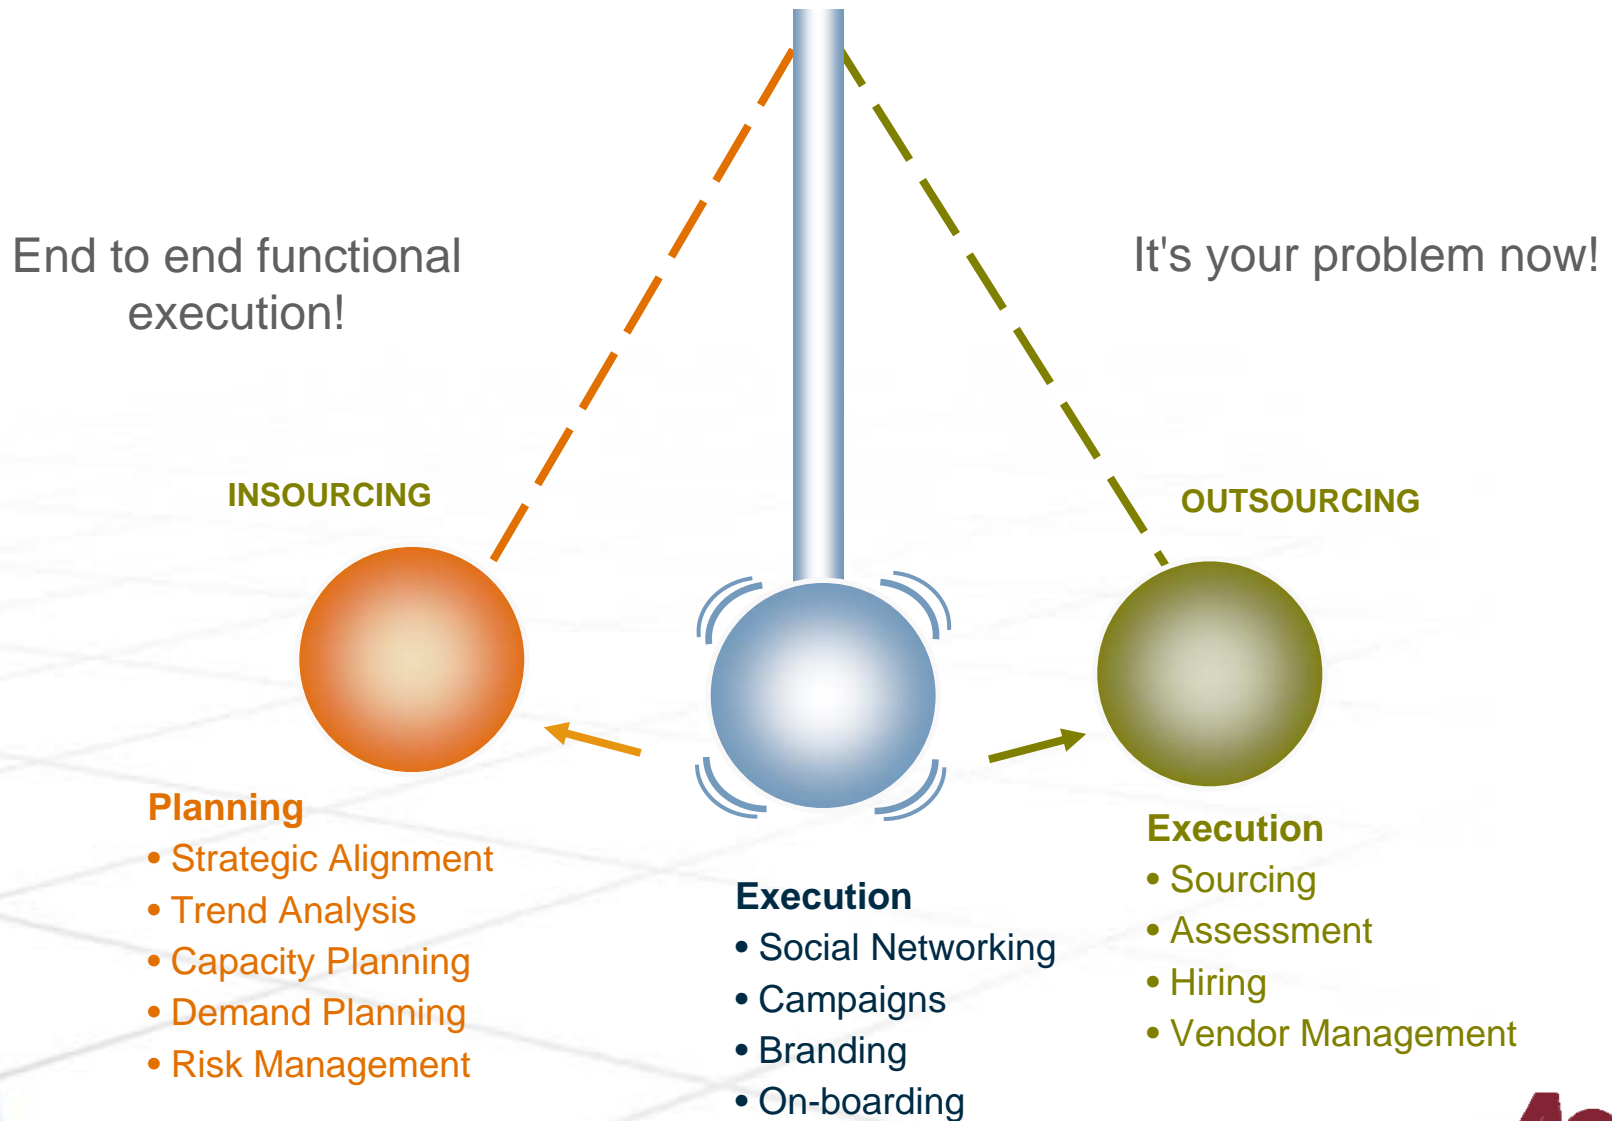 End to end functional
execution!
It's your problem now!
INSOURCING
OUTSOURCING
Planning
• Strategic Alignment
• Trend Analysis
• Capacity Planning
• Demand Planning
• Risk Management
Execution
• Social Networking
• Campaigns
• Branding
• On-boarding
Execution
• Sourcing
• Assessment
• Hiring
• Vendor Management